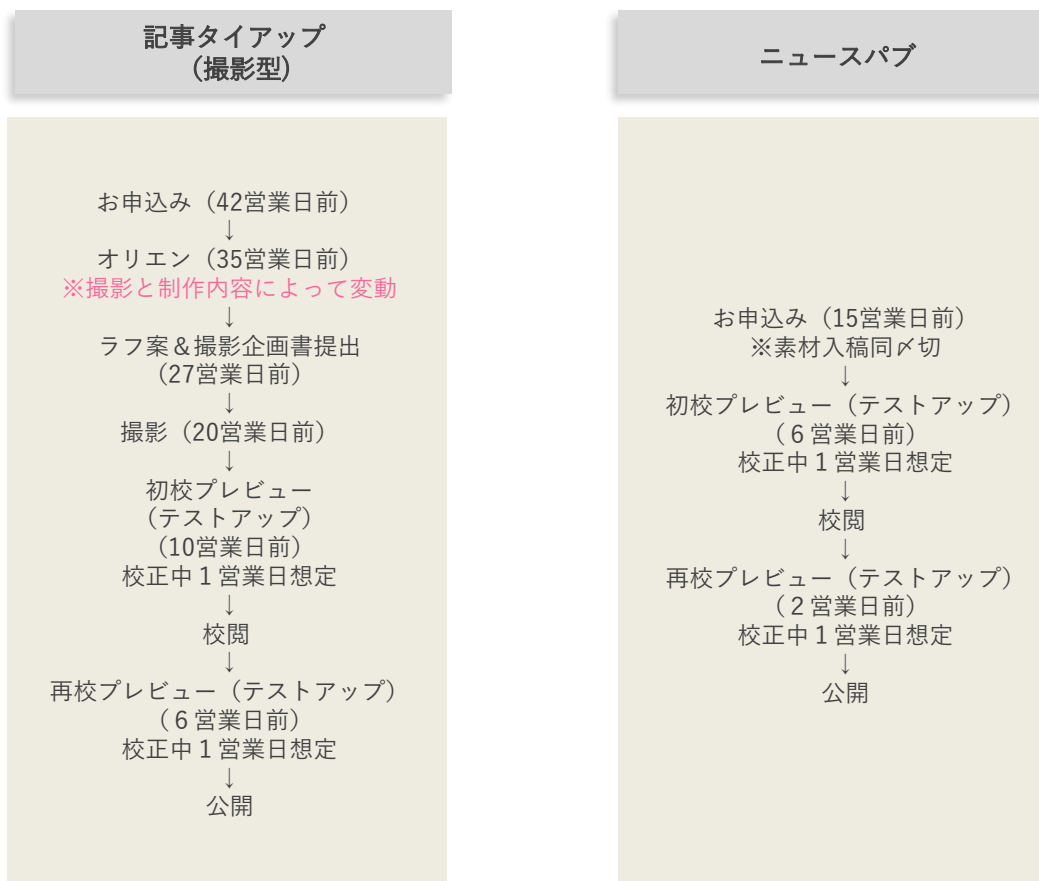 記事タイアップ
(撮影型)
お申込み（42営業日前）
↓
オリエン（35営業日前）
※撮影と制作内容によって変動
↓
ラフ案＆撮影企画書提出
（27営業日前）
↓
撮影（20営業日前）
↓
初校プレビュー
（テストアップ）
（10営業日前）
校正中１営業日想定
↓
校閲
↓
再校プレビュー（テストアップ）
（６営業日前）
校正中１営業日想定
↓
公開
ニュースパブ
お申込み（15営業日前）
※素材入稿同〆切
↓
初校プレビュー（テストアップ）
（６営業日前）
校正中１営業日想定
↓
校閲
↓
再校プレビュー（テストアップ）
（２営業日前）
校正中１営業日想定
↓
公開